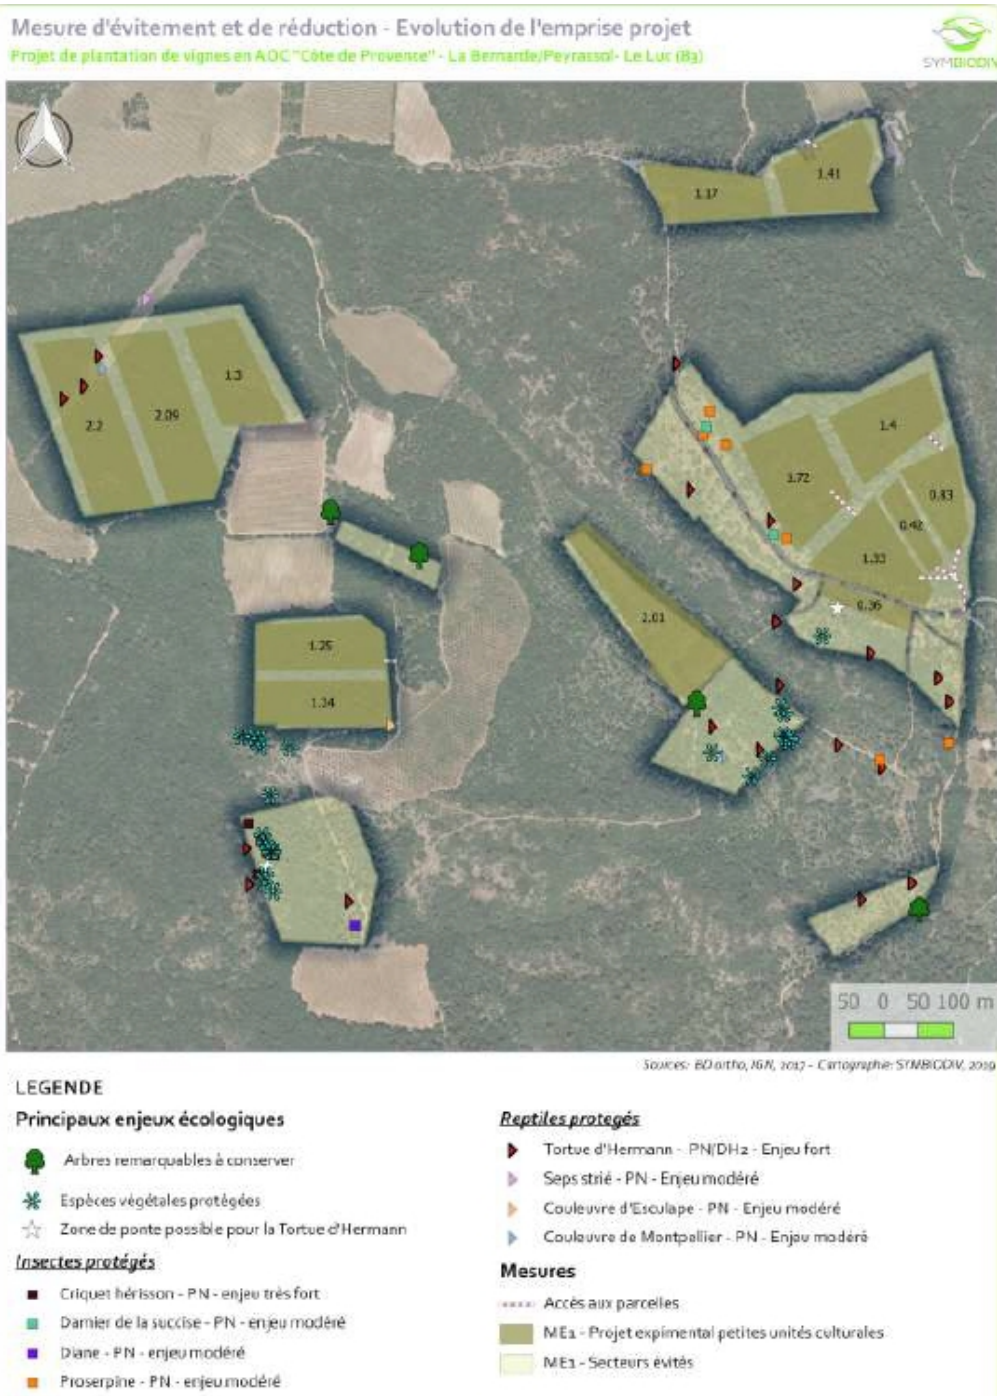 Mesure d'évitement et de réduction - Evolution de l'emprise projet
Projet de plantation de vignes en AOC "Côte de Provence" - La Bernarde/Peyrassol- Le Luc (83)
SYMBIODIV
1.41
1.17
1.3
2.09
2.2
1.4
1.72
0.83
0.42
1.33
0.36
2.01
1.25
1.34
50 0 50 100 m
Sources: BD ortho, IGN, 2017 - Cartographie: SYMBIODIV, 2019
LEGENDE
Principaux enjeux écologiques
Arbres remarquables à conserver
Espèces végétales protégées
Zone de ponte possible pour la Tortue d'Hermann
Insectes protégés
Criquet hérisson - PN - enjeu très fort
Damier de la succise - PN - enjeu modéré
Diane - PN - enjeu modéré
Proserpine - PN - enjeu modéré
Reptiles protegés
Tortue d'Hermann - PN/DH2 - Enjeu fort
Seps strié - PN - Enjeu modéré
Couleuvre d'Esculape - PN - Enjeu modéré
Couleuvre de Montpellier - PN - Enjeu modéré
Mesures
Accès aux parcelles
ME1 - Projet expimental petites unités culturales
ME1 - Secteurs évités